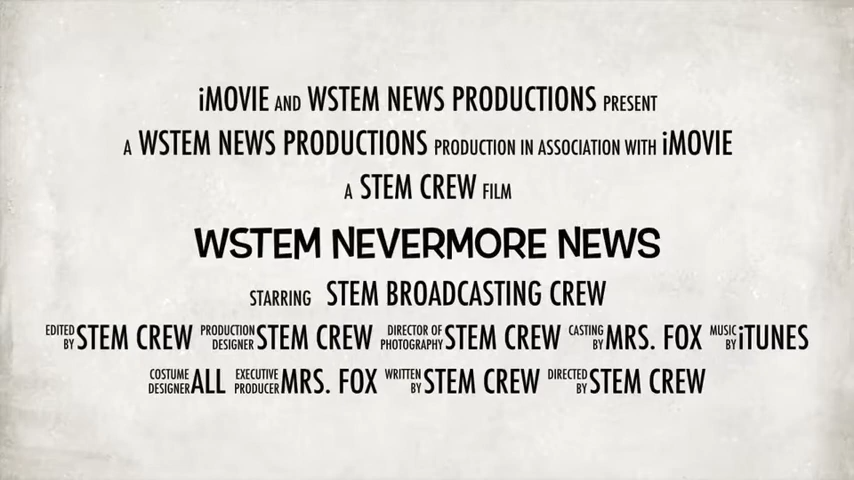 iMOVIE AND WSTEM NEWS PRODUCTIONS PRESENT
A WSTEM NEWS PRODUCTIONS PRODUCTION IN ASSOCIATION WITH iMOVIE
A STEM CREW FILM
WSTEM NEVERMORE NEWS
STARRING STEM BROADCASTING CREW
EDITED BY STEM CREW PRODUCTION DESIGNER STEM CREW DIRECTOR OF PHOTOGRAPHY STEM CREW CASTING BY MRS. FOX MUSIC BY iTUNES
COSTUME DESIGNER ALL EXECUTIVE PRODUCER MRS. FOX WRITTEN BY STEM CREW DIRECTED BY STEM CREW